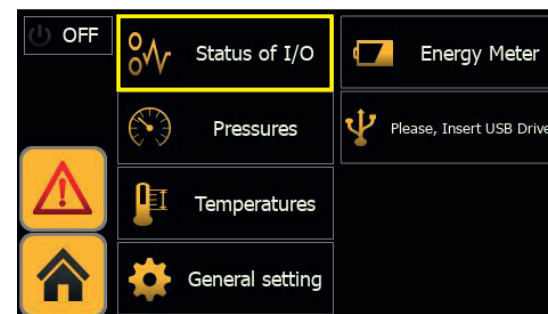 OFF
Status of I/O
Energy Meter
Pressures
Please, Insert USB Drive
Temperatures
General setting